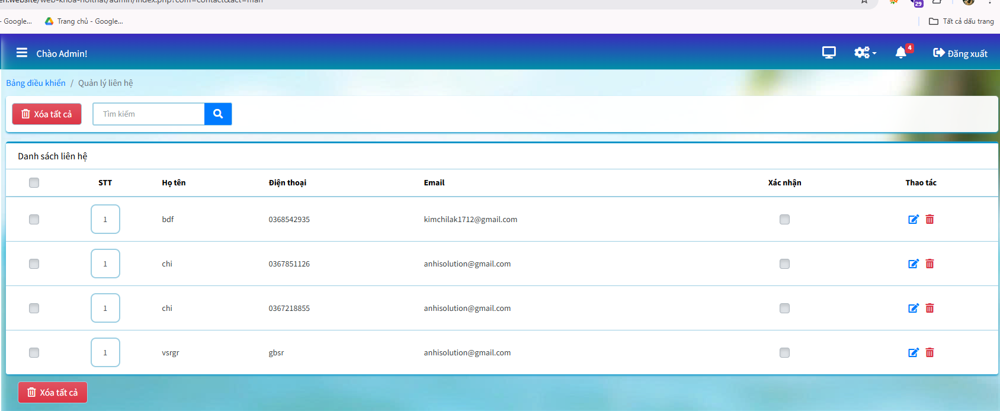 en.website/web-khoa-noithat/admin/index.php?com=contact&act=man
29
- Google...
Trang chủ - Google...
Tất cả dấu trang
Chào Admin!
4
Đăng xuất
Bảng điều khiển / Quản lý liên hệ
Xóa tất cả
Tìm kiếm
Danh sách liên hệ
STT Họ tên Điện thoại Email Xác nhận Thao tác
1 bdf 0368542935 kimchilak1712@gmail.com
1 chi 0367851126 anhisolution@gmail.com
1 chi 0367218855 anhisolution@gmail.com
1 vsrgr gbsr anhisolution@gmail.com
Xóa tất cả